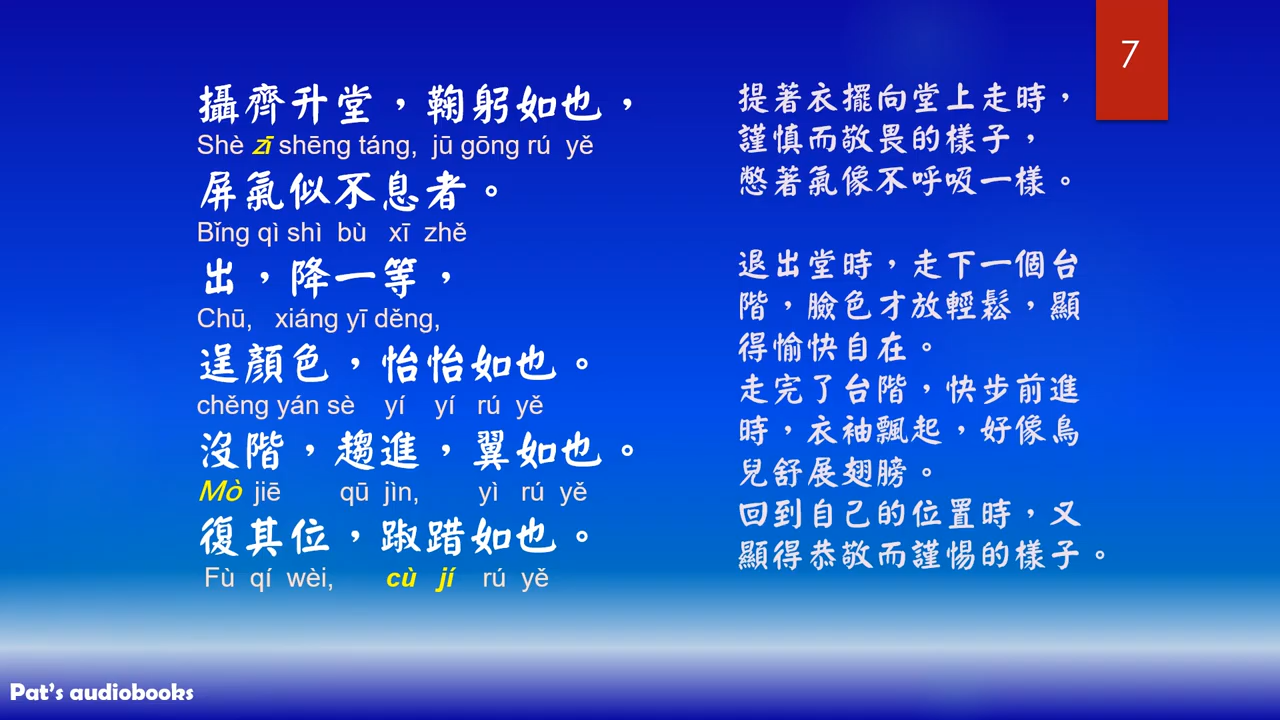 7
攝齊升堂，鞠躬如也，
Shè zī shēng táng, jū gōng rú yě
屏氣似不息者。
Bǐng qì shì bù xī zhě
出，降一等，
Chū, xiáng yī děng,
逞顏色，怡怡如也。
chěng yán sè yí yí rú yě
沒階，趨進，翼如也。
Mò jiē qū jìn, yì rú yě
復其位，踧踖如也。
Fù qí wèi, cù jí rú yě
提著衣擺向堂上走時，
謹慎而敬畏的樣子，
憋著氣像不呼吸一樣。
退出堂時，走下一個台
階，臉色才放輕鬆，顯
得愉快自在。
走完了台階，快步前進
時，衣袖飄起，好像鳥
兒舒展翅膀。
回到自己的位置時，又
顯得恭敬而謹惕的樣子。
Pat's audiobooks